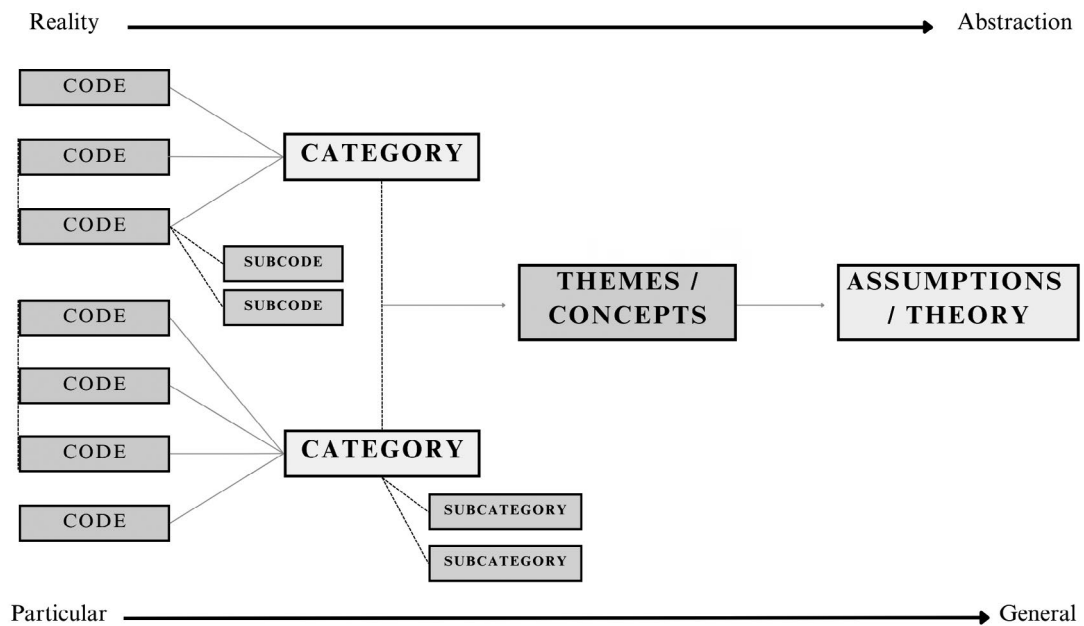 Reality
Abstraction
CODE
CODE
CATEGORY
CODE
SUBCODE
SUBCODE
THEMES /
CONCEPTS
ASSUMPTIONS
/ THEORY
CODE
CODE
CODE
CATEGORY
CODE
SUBCATEGORY
SUBCATEGORY
Particular
General